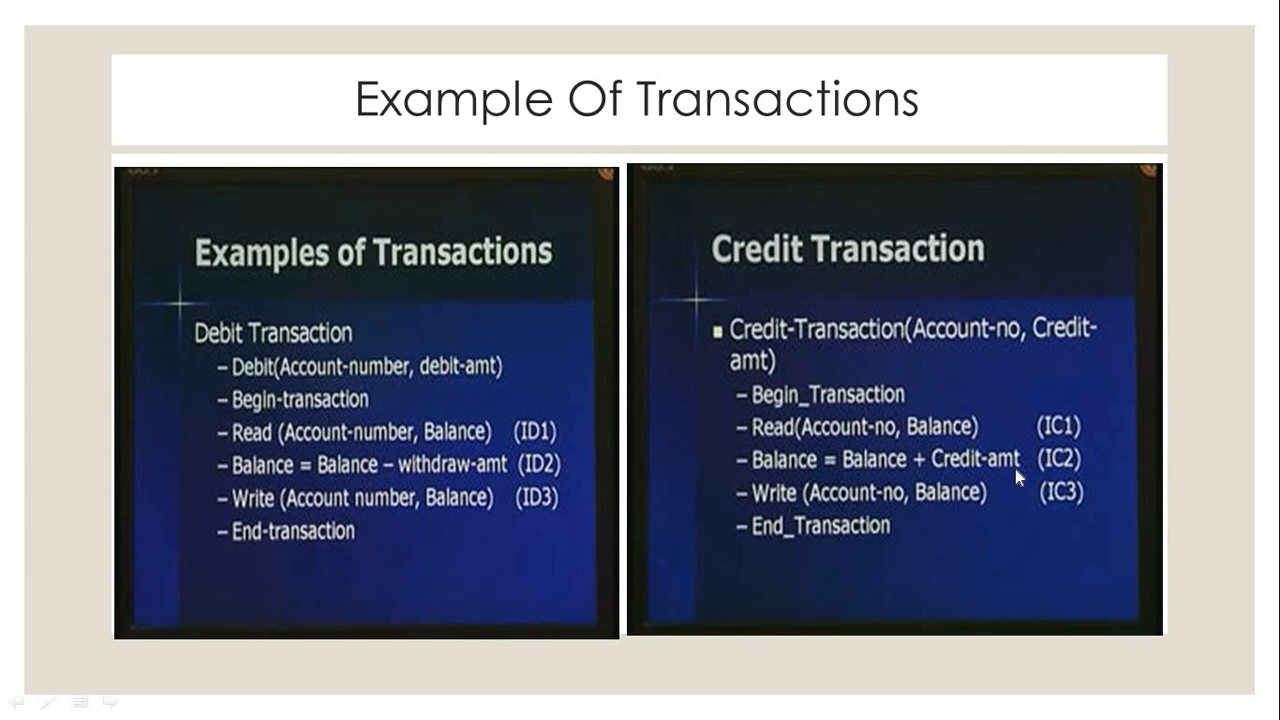 Example Of Transactions
Examples of Transactions
Debit Transaction
– Debit(Account-number, debit-amt)
– Begin-transaction
– Read (Account-number, Balance) (ID1)
– Balance = Balance – withdraw-amt (ID2)
– Write (Account number, Balance) (ID3)
– End-transaction
Credit Transaction
Credit-Transaction(Account-no, Credit-
amt)
– Begin_Transaction
– Read(Account-no, Balance) (IC1)
– Balance = Balance + Credit-amt (IC2)
– Write (Account-no, Balance) (IC3)
– End_Transaction